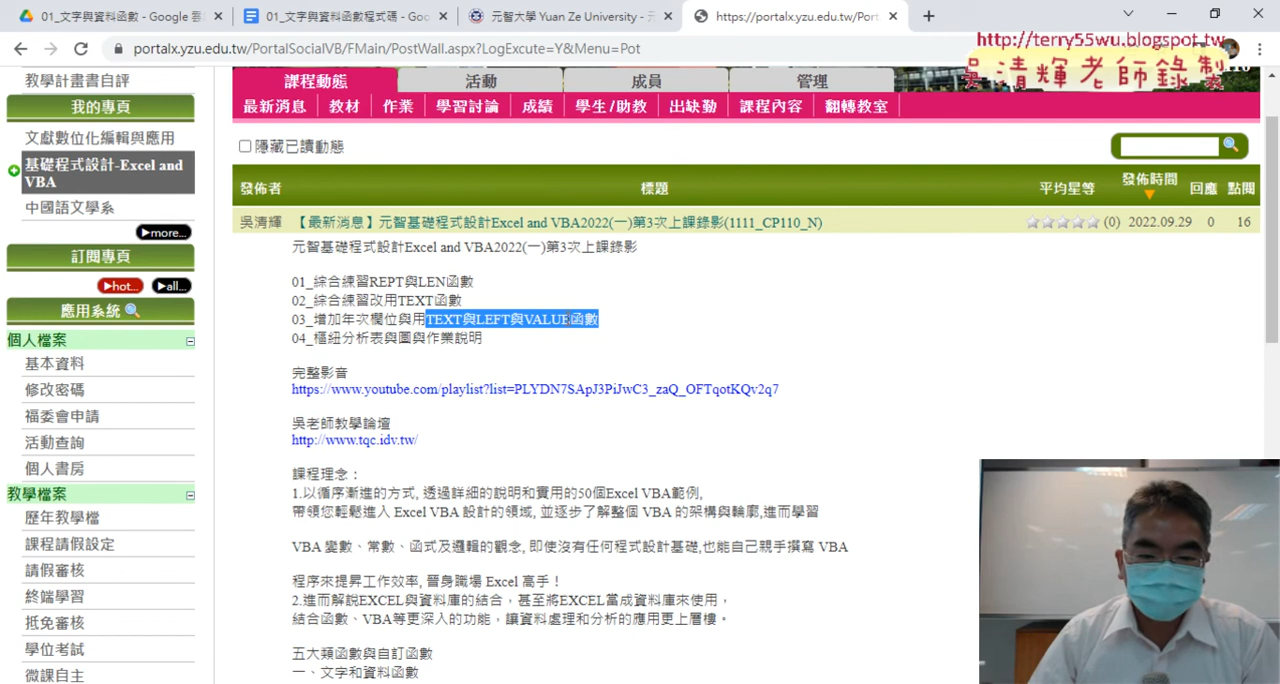 01_文字與資料函數 - Google 雲
01_文字與資料函數程式碼 - Goo
元智大學 Yuan Ze University - 元
https://portalx.yzu.edu.tw/Port
portalx.yzu.edu.tw/PortalSocialVB/FMain/PostWall.aspx?LogExcute=Y&Menu=Pot
http://terry55wu.blogspot.tw
吳清輝老師錄製
教學計畫書自評
我的專頁
文獻數位化編輯與應用
基礎程式設計-Excel and
VBA
中國語文學系
more...
訂閱專頁
hot...
all...
應用系統
個人檔案
基本資料
修改密碼
福委會申請
活動查詢
個人書房
教學檔案
歷年教學檔
課程請假設定
請假審核
終端學習
抵免審核
學位考試
微課自主
課程動態 活動 成員 管理
最新消息 教材 作業 學習討論 成績 學生/助教 出缺勤 課程內容 翻轉教室
隱藏已讀動態
發佈者 標題 平均星等 發佈時間 回應 點閱
吳清輝 【最新消息】元智基礎程式設計Excel and VBA2022(一)第3次上課錄影(1111_CP110_N) (0) 2022.09.29 0 16
元智基礎程式設計Excel and VBA2022(一)第3次上課錄影
01_綜合練習REPT與LEN函數
02_綜合練習改用TEXT函數
03_增加年次欄位與用TEXT與LEFT與VALUE函數
04_樞紐分析表與圖與作業說明
完整影音
https://www.youtube.com/playlist?list=PLYDN7SApJ3PiJwC3_zaQ_OFTqotKQv2q7
吳老師教學論壇
http://www.tqc.idv.tw/
課程理念：
1.以循序漸進的方式, 透過詳細的說明和實用的50個Excel VBA範例,
帶領您輕鬆進入 Excel VBA 設計的領域, 並逐步了解整個 VBA 的架構與輪廓,進而學習
VBA 變數、常數、函式及邏輯的觀念, 即使沒有任何程式設計基礎,也能自己親手撰寫 VBA
程序來提昇工作效率, 晉身職場 Excel 高手！
2.進而解說EXCEL與資料庫的結合，甚至將EXCEL當成資料庫來使用，
結合函數、VBA等更深入的功能，讓資料處理和分析的應用更上層樓。
五大類函數與自訂函數
一、文字和資料函數